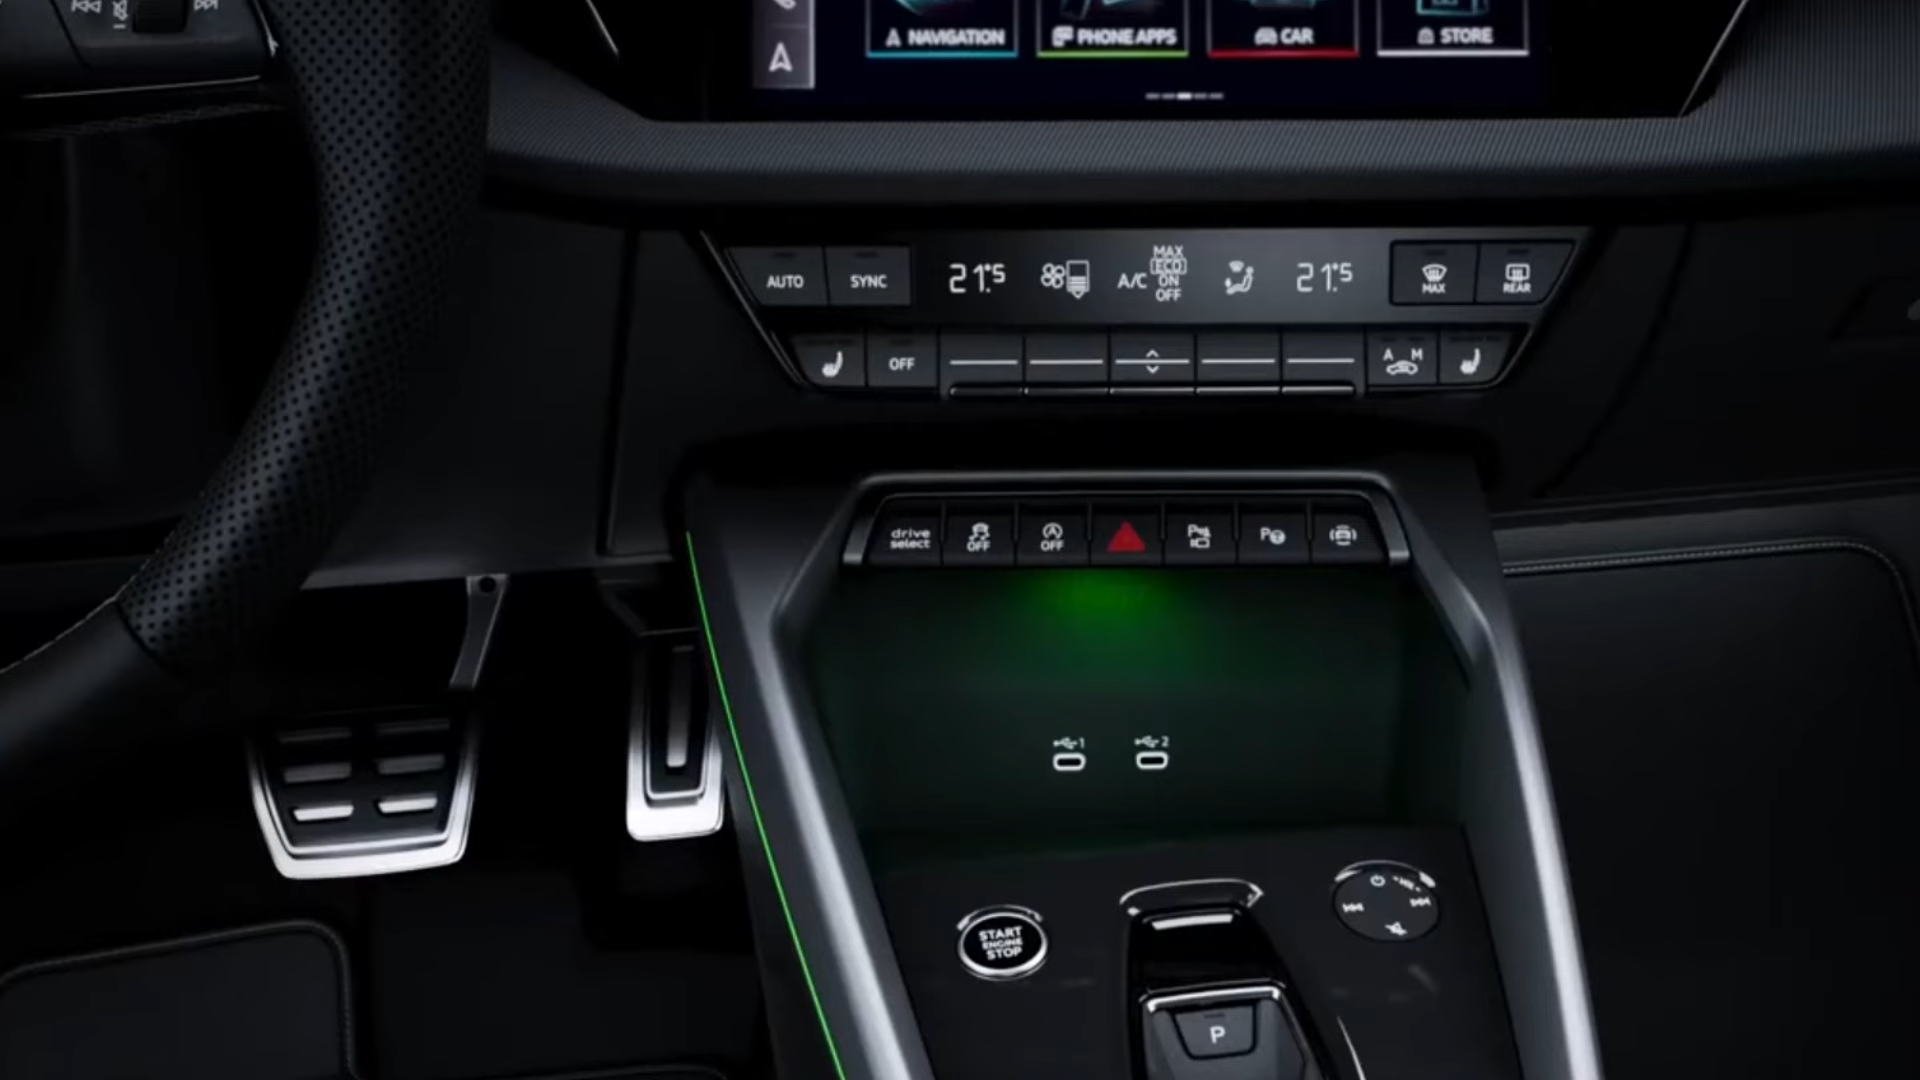 NAVIGATION
PHONE APPS
CAR
STORE
AUTO
SYNC
21.5
A/C
MAX
ECO
ON
OFF
21.5
MAX
REAR
OFF
A M
drive
select
OFF
OFF
P
P
1
2
START
ENGINE
STOP
P